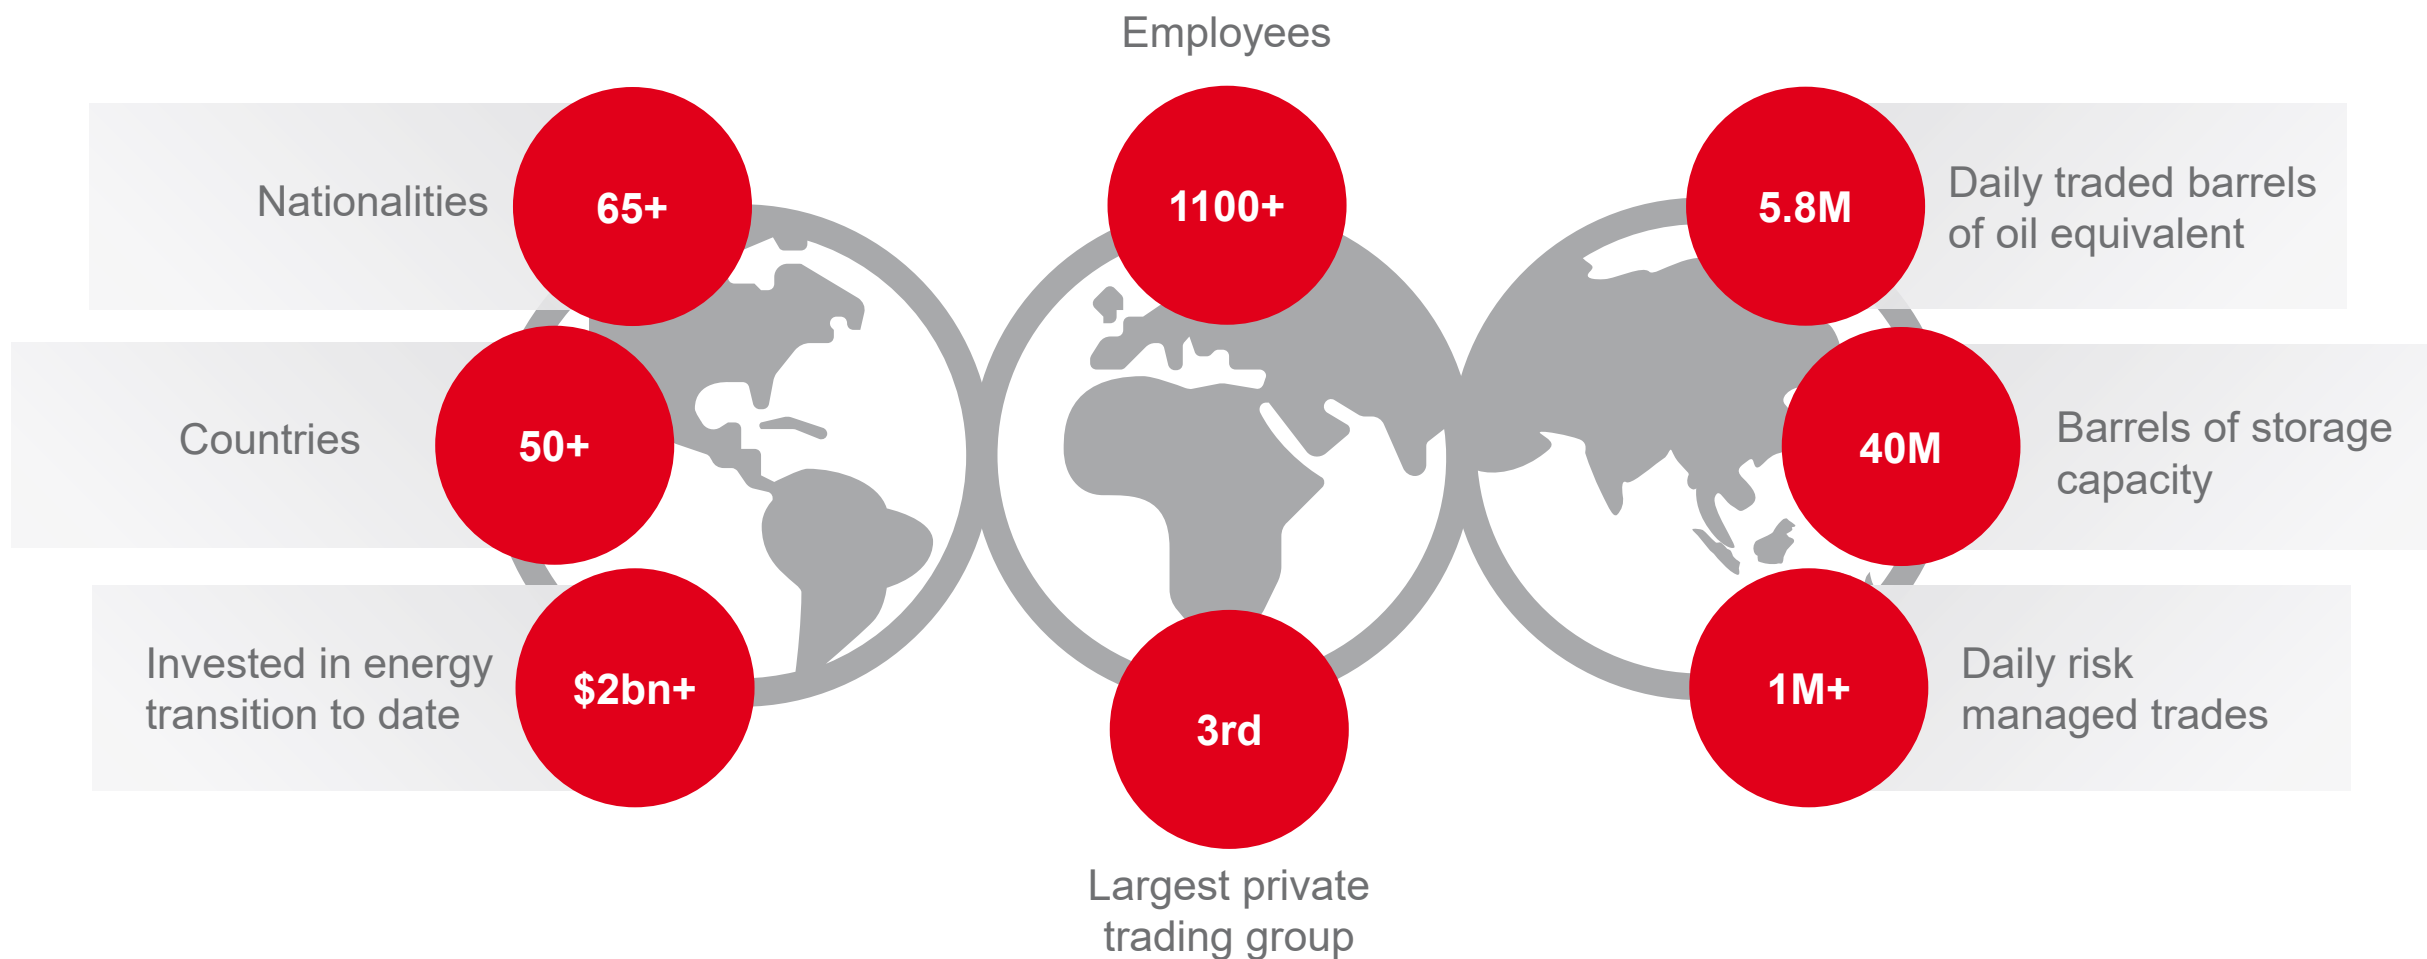 Employees
1100+
Nationalities
65+
Countries
50+
Invested in energy
transition to date
$2bn+
3rd
Largest private
trading group
5.8M
Daily traded barrels
of oil equivalent
40M
Barrels of storage
capacity
1M+
Daily risk
managed trades